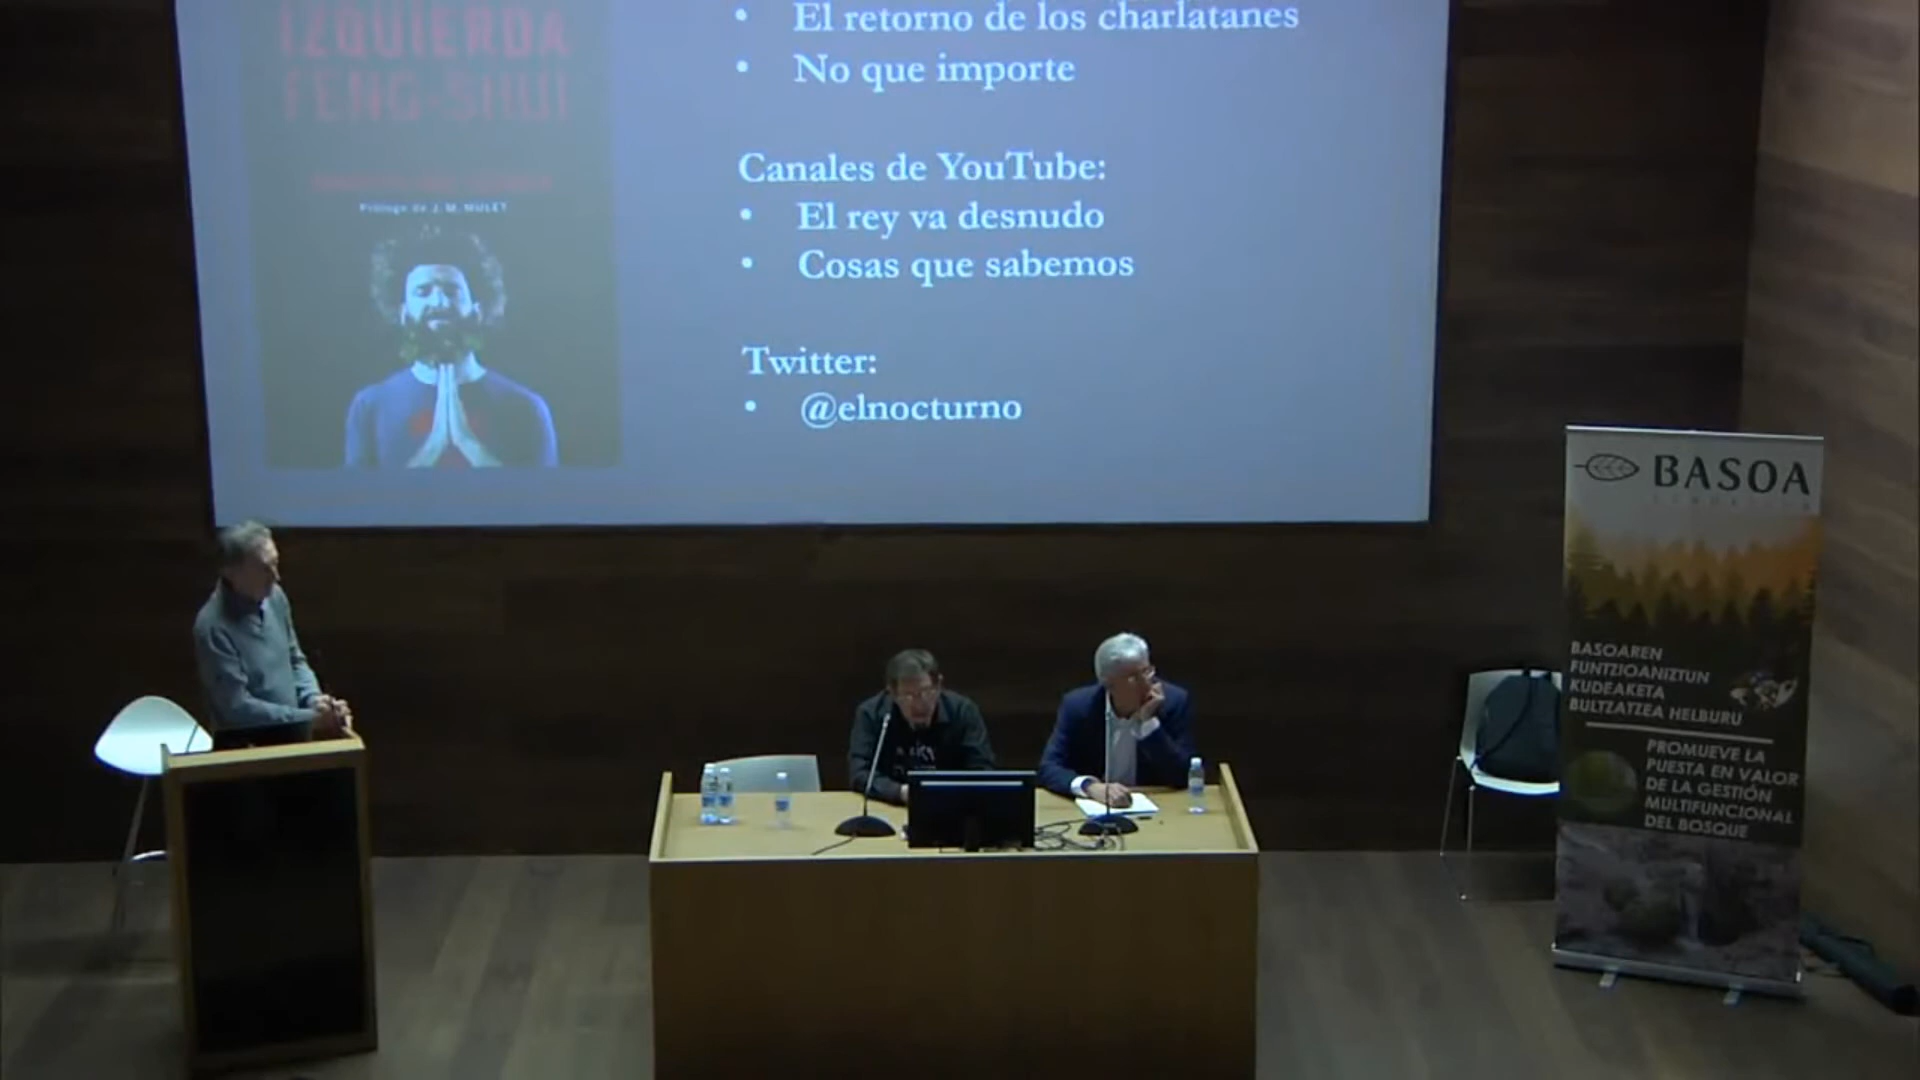 IZQUIERDA
FENG-SHUI
Prólogo de J. M. MULET
• El retorno de los charlatanes
• No que importe
Canales de YouTube:
• El rey va desnudo
• Cosas que sabemos
Twitter:
• @elnocturno
BASOA
BASOAREN
FUNTZIOANIZTUN
KUDEAKETA
BULTZATZEA HELBURU
PROMUEVE LA
PUESTA EN VALOR
DE LA GESTIÓN
MULTIFUNCIONAL
DEL BOSQUE